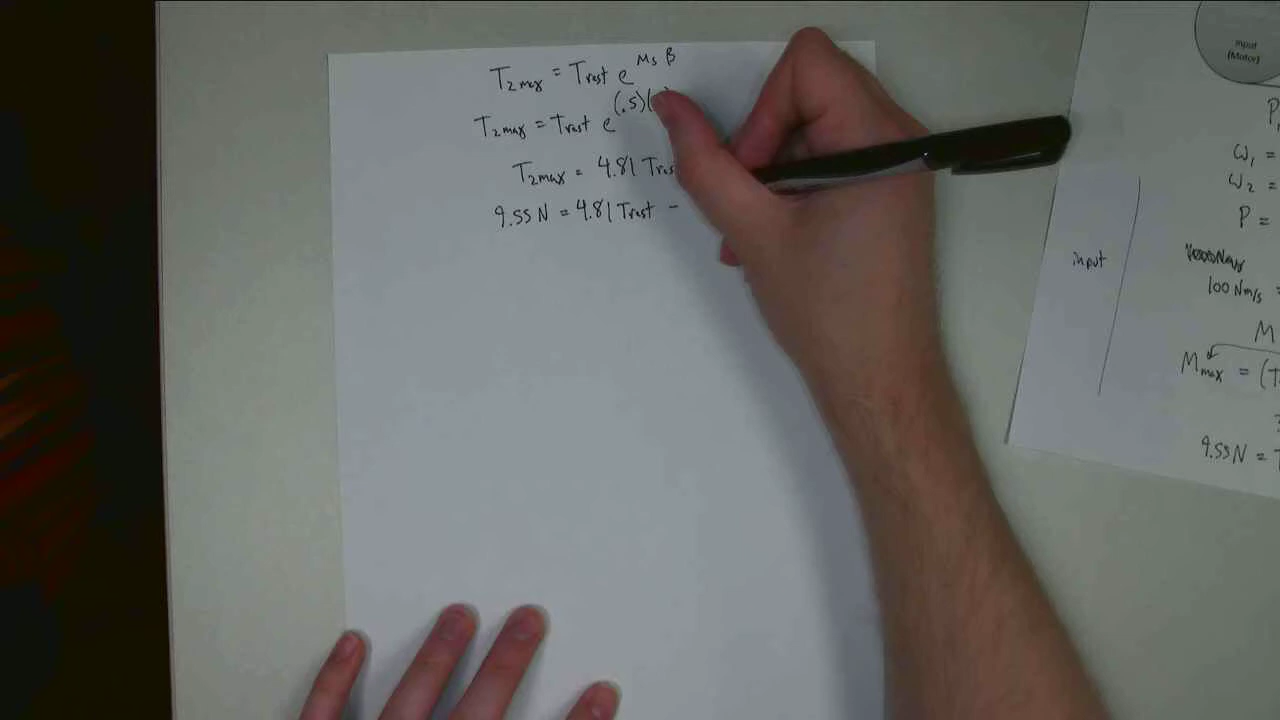 T2max = Trest e^Ms β
T2max = Trest e^(.5)(
T2max = 4.81 Tres
9.55 N = 4.81 Trest -
input
(Motor)
P
ω1 =
ω2 =
P =
input
100 Nm/s =
M
Mmax = (T
9.55 N =